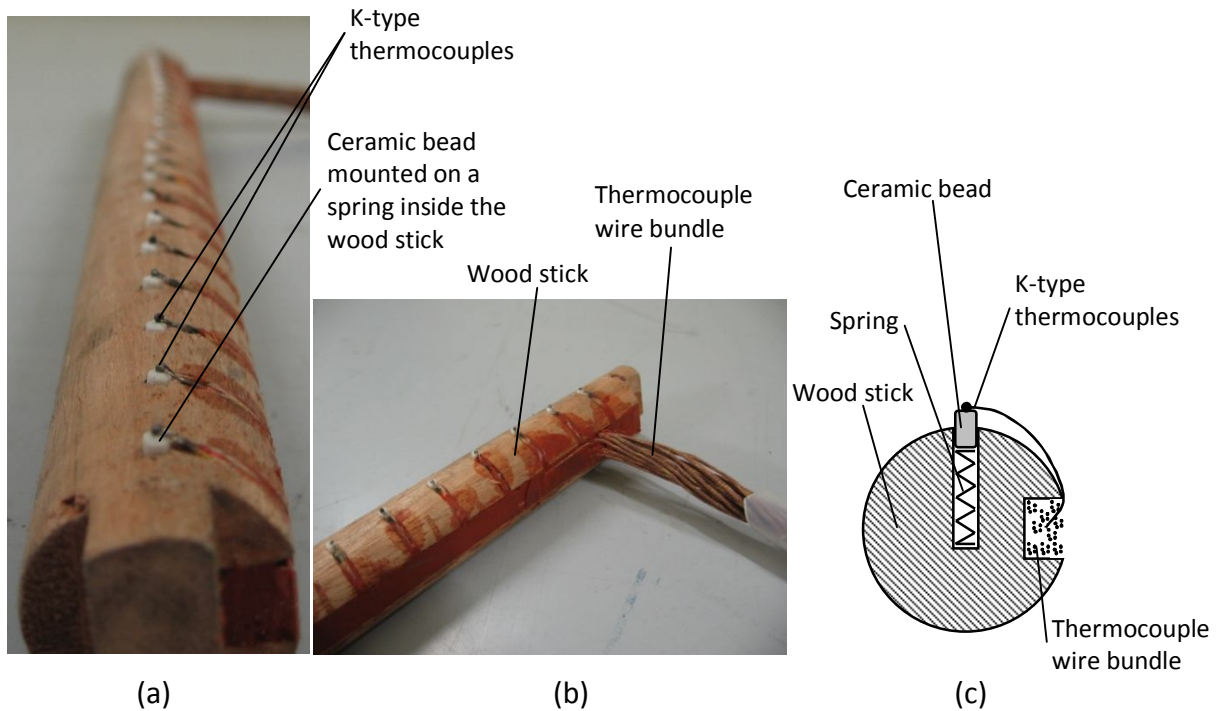 K-type
thermocouples
Ceramic bead
mounted on a
spring inside the
wood stick
Thermocouple
wire bundle
Wood stick
Ceramic bead
K-type
thermocouples
Spring
Wood stick
Thermocouple
wire bundle
(a)
(b)
(c)